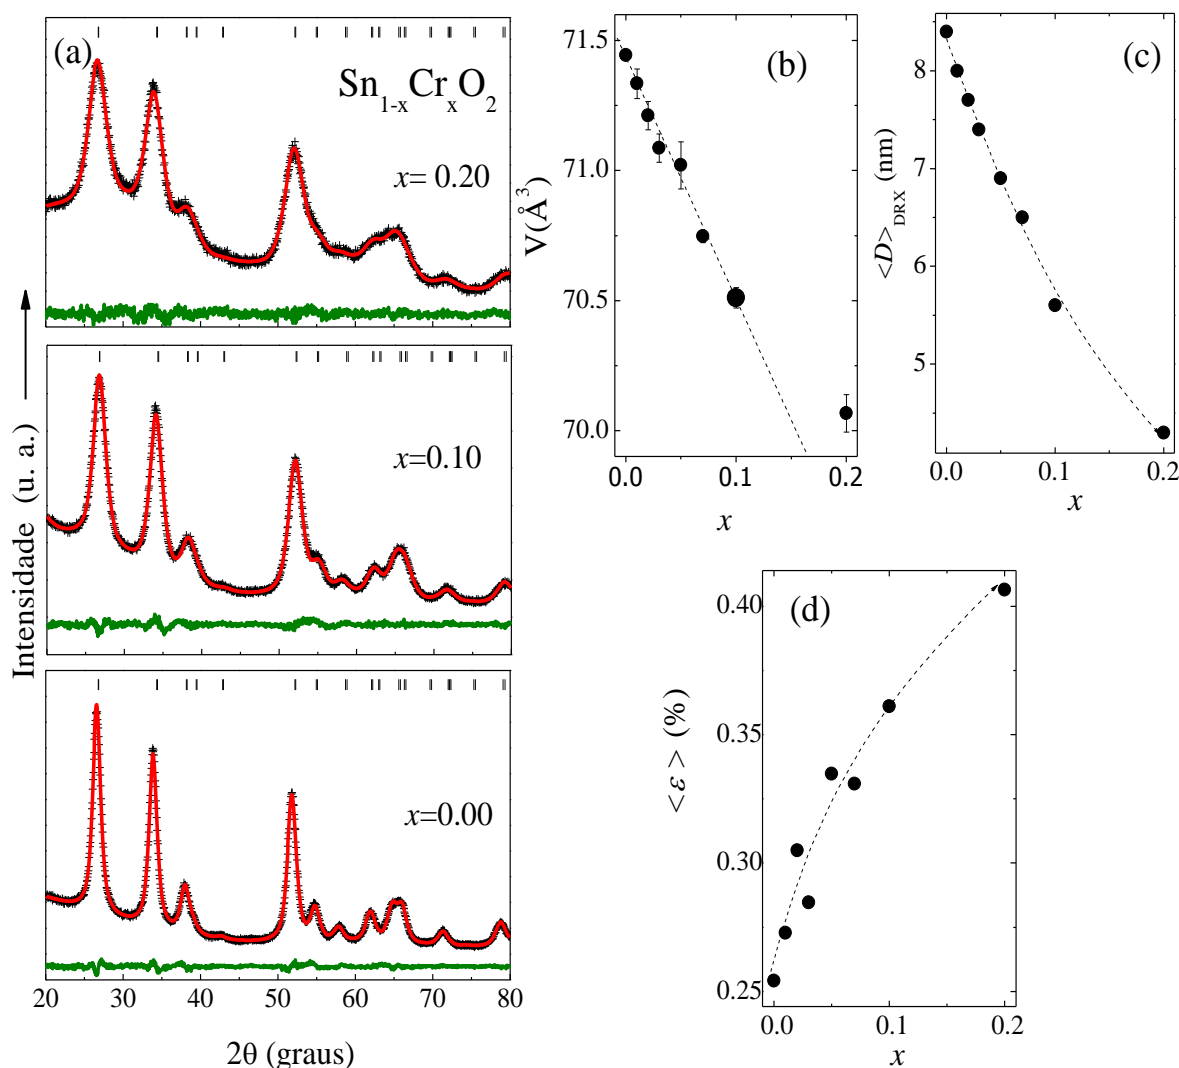 (a)
Sn1-xCrxO2
x= 0.20
x=0.10
x=0.00
Intensidade (u. a.)
20 30 40 50 60 70 80
2θ (graus)
(b)
71.5
71.0
70.5
70.0
V(Å3)
0.0 0.1 0.2
x
(c)
8
7
6
5
<D>DRX (nm)
0.0 0.1 0.2
x
(d)
0.40
0.35
0.30
0.25
<ε> (%)
0.0 0.1 0.2
x